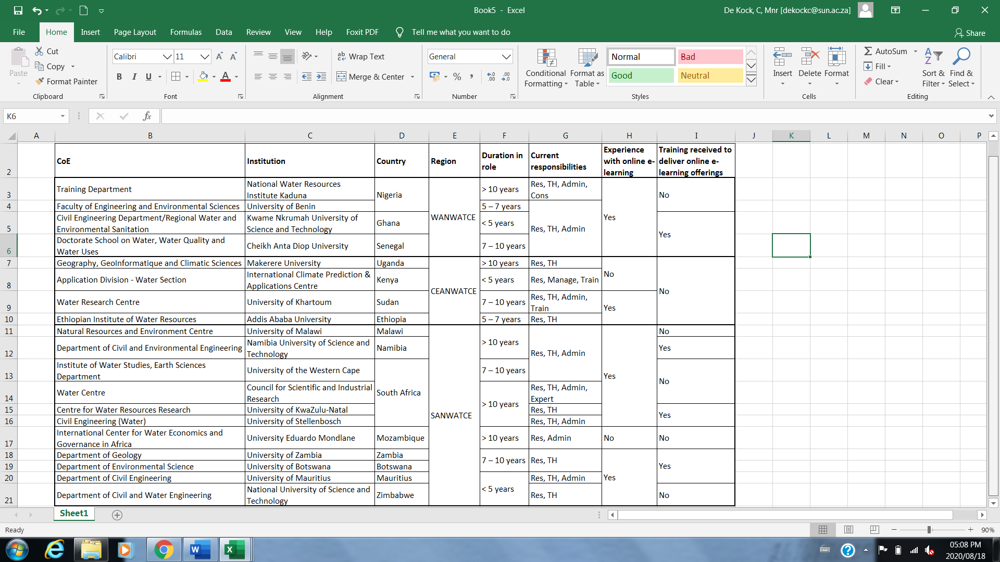 Book5 - Excel
De Kock, C, Mnr [dekockc@sun.ac.za]
File Home Insert Page Layout Formulas Data Review View Help Foxit PDF Tell me what you want to do Share
Paste
Cut
Copy
Format Painter
Clipboard
Calibri 11
B I U
Font
Wrap Text
Merge & Center
Alignment
General
Number
Conditional Formatting
Format as Table
Normal Bad
Good Neutral
Styles
Insert Delete Format
Cells
AutoSum
Fill
Clear
Sort & Filter
Find & Select
Editing
K6 fx
A B C D E F G H I J K L M N O P
2 CoE Institution Country Region Duration in role Current responsibilities Experience with online e-learning Training received to deliver online e-learning offerings
3 Training Department National Water Resources Institute Kaduna Nigeria WANWATCE > 10 years Res, TH, Admin, Cons Yes No
4 Faculty of Engineering and Environmental Sciences University of Benin 5 – 7 years Res, TH, Admin
5 Civil Engineering Department/Regional Water and Environmental Sanitation Kwame Nkrumah University of Science and Technology Ghana < 5 years Yes
6 Doctorate School on Water, Water Quality and Water Uses Cheikh Anta Diop University Senegal 7 – 10 years
7 Geography, GeoInformatique and Climatic Sciences Makerere University Uganda CEANWATCE > 10 years Res, TH No No
8 Application Division - Water Section International Climate Prediction & Applications Centre Kenya < 5 years Res, Manage, Train
9 Water Research Centre University of Khartoum Sudan 7 – 10 years Res, TH, Admin, Train Yes
10 Ethiopian Institute of Water Resources Addis Ababa University Ethiopia 5 – 7 years Res, TH
11 Natural Resources and Environment Centre University of Malawi Malawi SANWATCE > 10 years Res, TH, Admin Yes No
12 Department of Civil and Environmental Engineering Namibia University of Science and Technology Namibia Yes
13 Institute of Water Studies, Earth Sciences Department University of the Western Cape South Africa 7 – 10 years No
14 Water Centre Council for Scientific and Industrial Research > 10 years Res, TH, Admin, Expert
15 Centre for Water Resources Research University of KwaZulu-Natal Res, TH Yes
16 Civil Engineering (Water) University of Stellenbosch Res, TH, Admin
17 International Center for Water Economics and Governance in Africa University Eduardo Mondlane Mozambique > 10 years Res, Admin No No
18 Department of Geology University of Zambia Zambia 7 – 10 years Res, TH Yes Yes
19 Department of Environmental Science University of Botswana Botswana
20 Department of Civil Engineering University of Mauritius Mauritius < 5 years Res, TH, Admin
21 Department of Civil and Water Engineering National University of Science and Technology Zimbabwe Res, TH No
Sheet1
Ready 90%
05:08 PM
2020/08/18